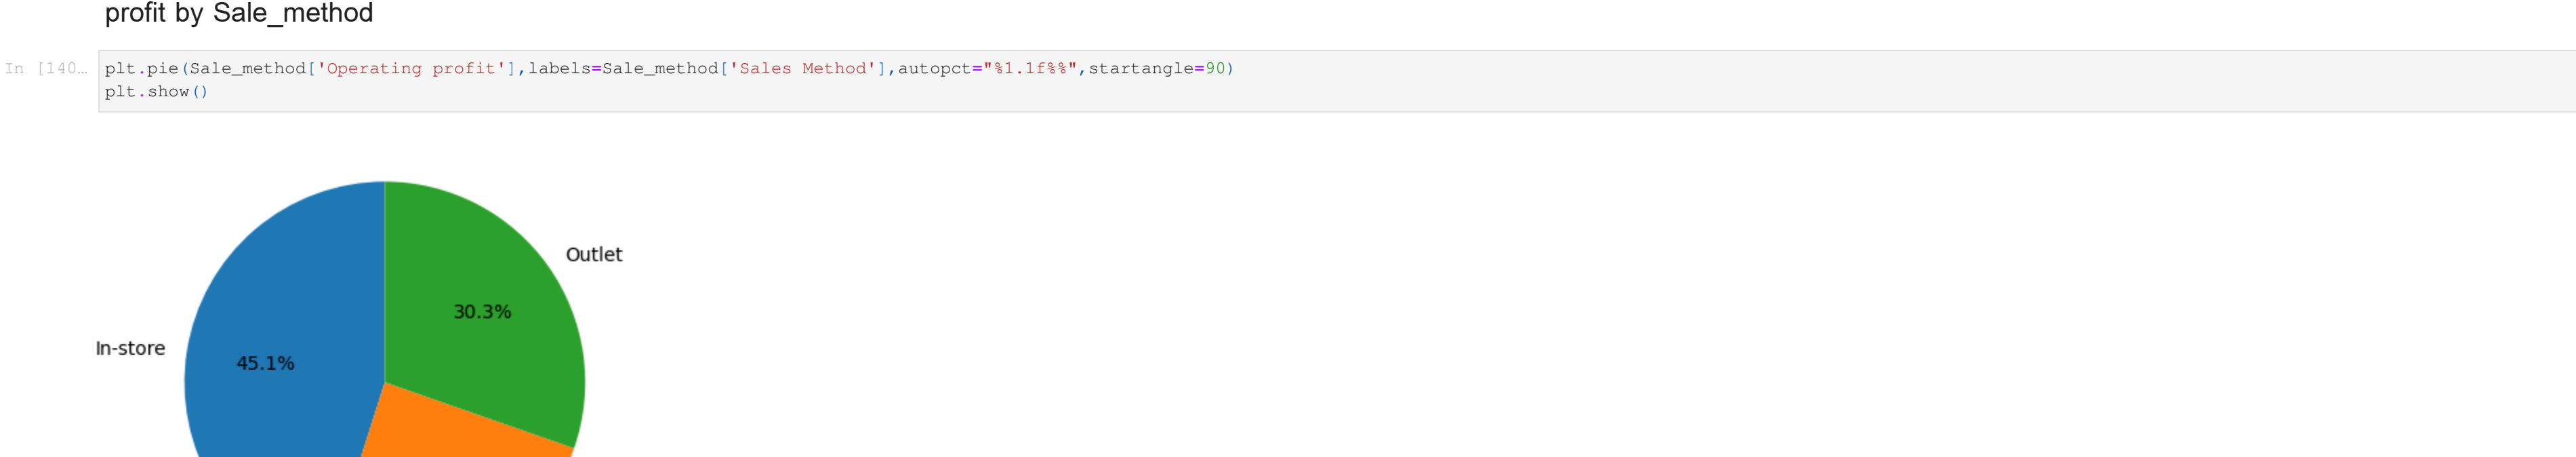 profit by Sale_method
In [140…
plt.pie(Sale_method['Operating profit'],labels=Sale_method['Sales Method'],autopct="%1.1f%%",startangle=90)
plt.show()
Outlet
30.3%
In-store
45.1%